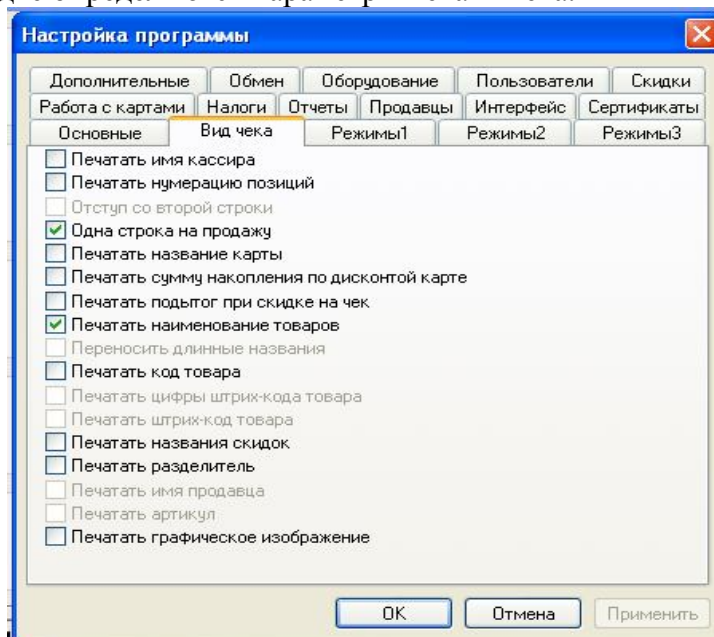 Настройка программы
Дополнительные Обмен Оборудование Пользователи Скидки
Работа с картами Налоги Отчеты Продавцы Интерфейс Сертификаты
Основные Вид чека Режимы1 Режимы2 Режимы3
Печатать имя кассира
Печатать нумерацию позиций
Отступ со второй строки
Одна строка на продажу
Печатать название карты
Печатать сумму накопления по дисконтой карте
Печатать подытог при скидке на чек
Печатать наименование товаров
Переносить длинные названия
Печатать код товара
Печатать цифры штрих-кода товара
Печатать штрих-код товара
Печатать названия скидок
Печатать разделитель
Печатать имя продавца
Печатать артикул
Печатать графическое изображение
OK Отмена Применить